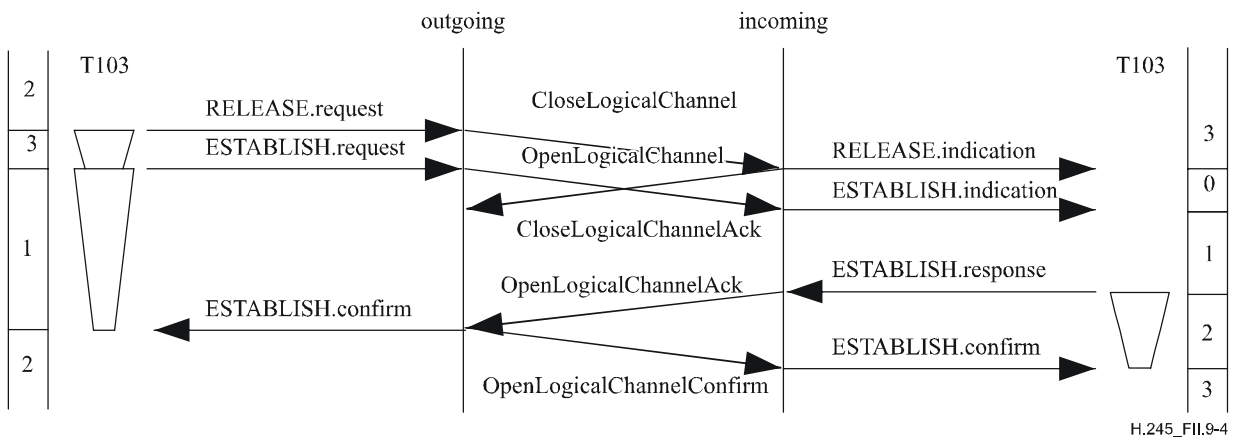 outgoing
incoming
T103
T103
2
RELEASE.request
CloseLogicalChannel
3
3
ESTABLISH.request
OpenLogicalChannel
RELEASE.indication
0
ESTABLISH.indication
CloseLogicalChannelAck
1
1
ESTABLISH.response
OpenLogicalChannelAck
ESTABLISH.confirm
2
ESTABLISH.confirm
2
OpenLogicalChannelConfirm
3
H.245_FII.9-4